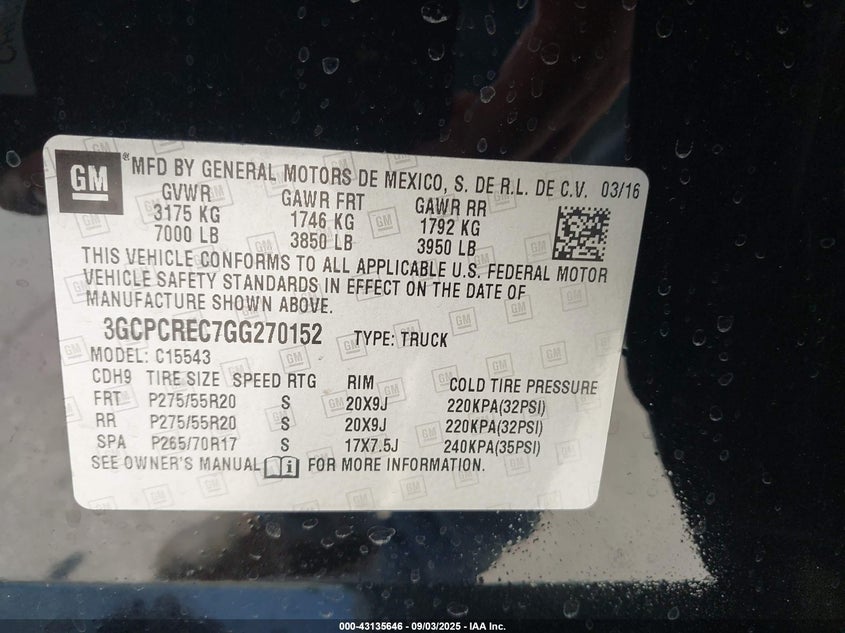 GM ® MFD BY GENERAL MOTORS DE MEXICO, S. DE R.L. DE C.V. 03/16
GVWR GAWR FRT GAWR RR
3175 KG 1746 KG 1792 KG
7000 LB 3850 LB 3950 LB
THIS VEHICLE CONFORMS TO ALL APPLICABLE U.S. FEDERAL MOTOR
VEHICLE SAFETY STANDARDS IN EFFECT ON THE DATE OF
MANUFACTURE SHOWN ABOVE.
3GCPCREC7GG270152 TYPE: TRUCK
MODEL: C15543
CDH9 TIRE SIZE SPEED RTG RIM COLD TIRE PRESSURE
FRT P275/55R20 S 20X9J 220KPA(32PSI)
RR P275/55R20 S 20X9J 220KPA(32PSI)
SPA P265/70R17 S 17X7.5J 240KPA(35PSI)
SEE OWNER'S MANUAL FOR MORE INFORMATION.
000-43135646 - 09/03/2025 - IAA Inc.